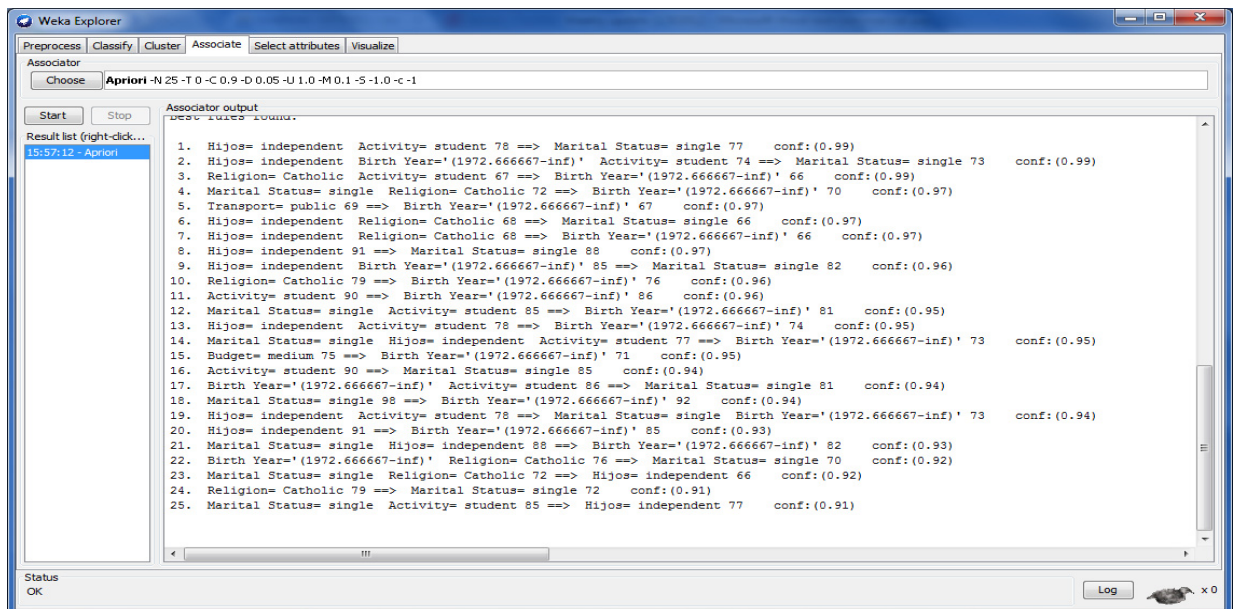 Weka Explorer
Preprocess Classify Cluster Associate Select attributes Visualize
Associator
Choose Apriori -N 25 -T 0 -C 0.9 -D 0.05 -U 1.0 -M 0.1 -S -1.0 -c -1
Start Stop
Associator output
Result list (right-click...
15:57:12 - Apriori
Best rules found:
1. Hijos= independent Activity= student 78 ==> Marital Status= single 77 conf:(0.99)
2. Hijos= independent Birth Year='(1972.666667-inf)' Activity= student 74 ==> Marital Status= single 73 conf:(0.99)
3. Religion= Catholic Activity= student 67 ==> Birth Year='(1972.666667-inf)' 66 conf:(0.99)
4. Marital Status= single Religion= Catholic 72 ==> Birth Year='(1972.666667-inf)' 70 conf:(0.97)
5. Transport= public 69 ==> Birth Year='(1972.666667-inf)' 67 conf:(0.97)
6. Hijos= independent Religion= Catholic 68 ==> Marital Status= single 66 conf:(0.97)
7. Hijos= independent Religion= Catholic 68 ==> Birth Year='(1972.666667-inf)' 66 conf:(0.97)
8. Hijos= independent 91 ==> Marital Status= single 88 conf:(0.97)
9. Hijos= independent Birth Year='(1972.666667-inf)' 85 ==> Marital Status= single 82 conf:(0.96)
10. Religion= Catholic 79 ==> Birth Year='(1972.666667-inf)' 76 conf:(0.96)
11. Activity= student 90 ==> Birth Year='(1972.666667-inf)' 86 conf:(0.96)
12. Marital Status= single Activity= student 85 ==> Birth Year='(1972.666667-inf)' 81 conf:(0.95)
13. Hijos= independent Activity= student 78 ==> Birth Year='(1972.666667-inf)' 74 conf:(0.95)
14. Marital Status= single Hijos= independent Activity= student 77 ==> Birth Year='(1972.666667-inf)' 73 conf:(0.95)
15. Budget= medium 75 ==> Birth Year='(1972.666667-inf)' 71 conf:(0.95)
16. Activity= student 90 ==> Marital Status= single 85 conf:(0.94)
17. Birth Year='(1972.666667-inf)' Activity= student 86 ==> Marital Status= single 81 conf:(0.94)
18. Marital Status= single 98 ==> Birth Year='(1972.666667-inf)' 92 conf:(0.94)
19. Hijos= independent Activity= student 78 ==> Marital Status= single Birth Year='(1972.666667-inf)' 73 conf:(0.94)
20. Hijos= independent 91 ==> Birth Year='(1972.666667-inf)' 85 conf:(0.93)
21. Marital Status= single Hijos= independent 88 ==> Birth Year='(1972.666667-inf)' 82 conf:(0.93)
22. Birth Year='(1972.666667-inf)' Religion= Catholic 76 ==> Marital Status= single 70 conf:(0.92)
23. Marital Status= single Religion= Catholic 72 ==> Hijos= independent 66 conf:(0.92)
24. Religion= Catholic 79 ==> Marital Status= single 72 conf:(0.91)
25. Marital Status= single Activity= student 85 ==> Hijos= independent 77 conf:(0.91)
Status
OK
Log x 0